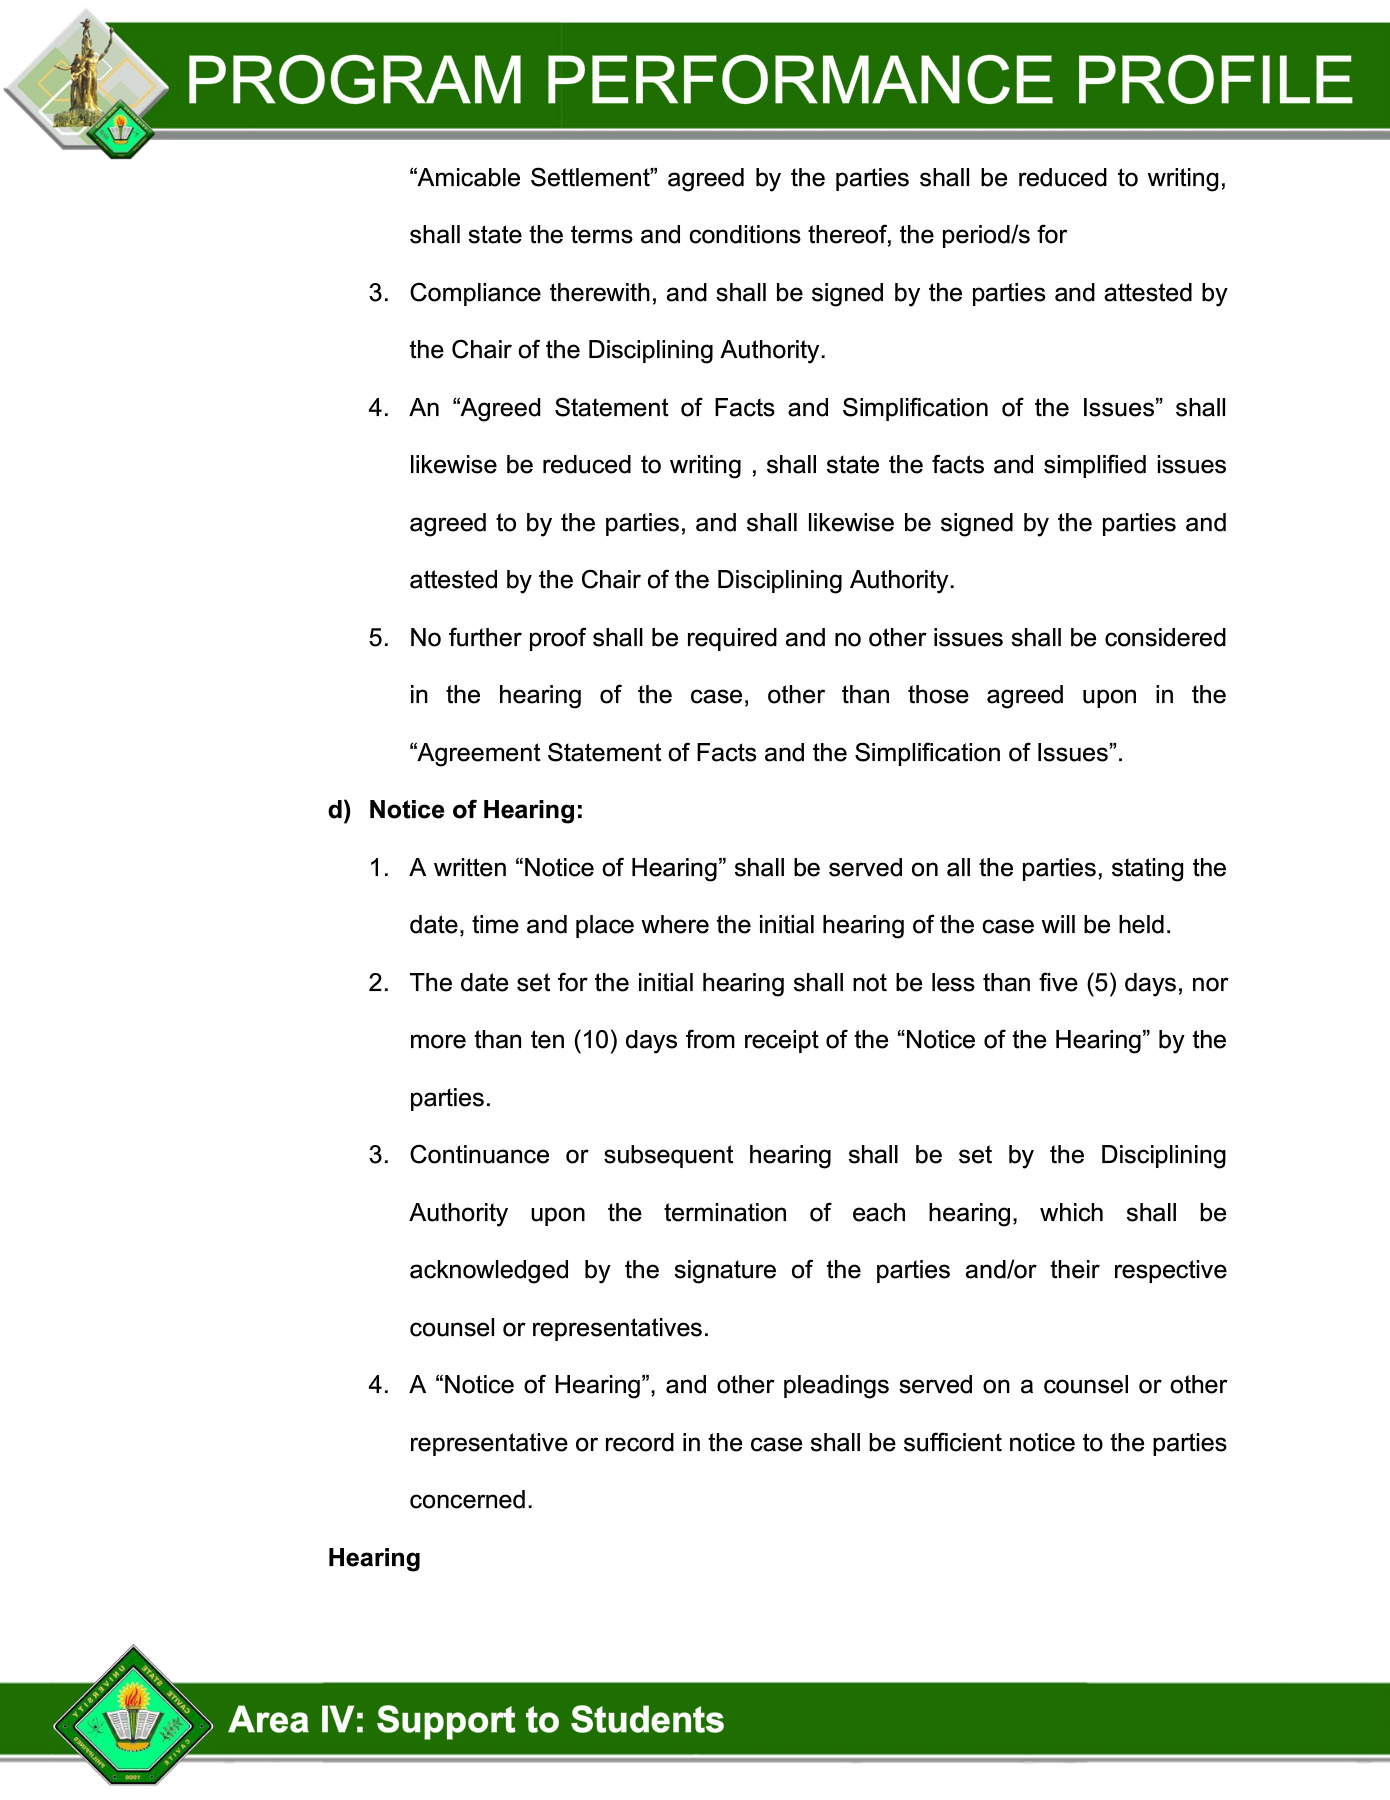 PROGRAM PERFORMANCE PROFILE
“Amicable Settlement” agreed by the parties shall be reduced to writing,
shall state the terms and conditions thereof, the period/s for
3. Compliance therewith, and shall be signed by the parties and attested by
the Chair of the Disciplining Authority.
4. An “Agreed Statement of Facts and Simplification of the Issues” shall
likewise be reduced to writing , shall state the facts and simplified issues
agreed to by the parties, and shall likewise be signed by the parties and
attested by the Chair of the Disciplining Authority.
5. No further proof shall be required and no other issues shall be considered
in the hearing of the case, other than those agreed upon in the
“Agreement Statement of Facts and the Simplification of Issues”.
d) Notice of Hearing:
1. A written “Notice of Hearing” shall be served on all the parties, stating the
date, time and place where the initial hearing of the case will be held.
2. The date set for the initial hearing shall not be less than five (5) days, nor
more than ten (10) days from receipt of the “Notice of the Hearing” by the
parties.
3. Continuance or subsequent hearing shall be set by the Disciplining
Authority upon the termination of each hearing, which shall be
acknowledged by the signature of the parties and/or their respective
counsel or representatives.
4. A “Notice of Hearing”, and other pleadings served on a counsel or other
representative or record in the case shall be sufficient notice to the parties
concerned.
Hearing
CAVITE STATE UNIVERSITY
CAVITE
PHILIPPINES
Area IV: Support to Students